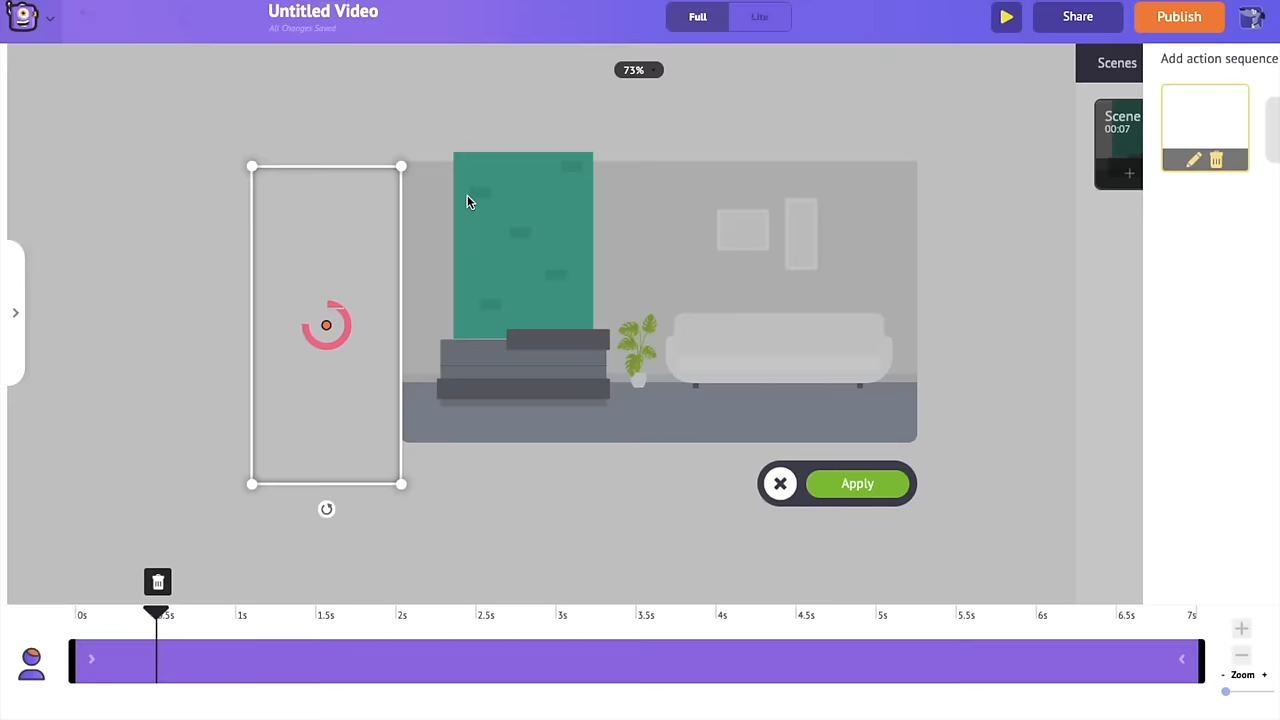 Untitled Video
All Changes Saved
Full
Lite
Share
Publish
73%
Scenes
Add action sequence
Scene
00:07
Apply
0s
1s
1.5s
2s
2.5s
3s
3.5s
4s
4.5s
5s
5.5s
6s
6.5s
7s
- Zoom +